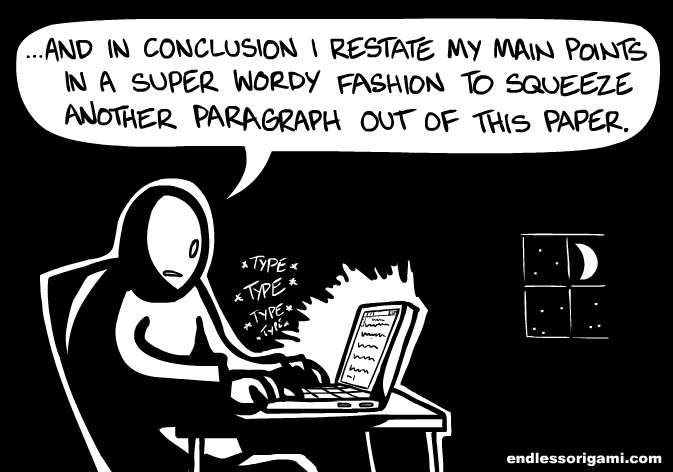 ...AND IN CONCLUSION I RESTATE MY MAIN POINTS
IN A SUPER WORDY FASHION TO SQUEEZE
ANOTHER PARAGRAPH OUT OF THIS PAPER.
*TYPE*
*TYPE*
*TYPE*
*TYPE*
endlessorigami.com